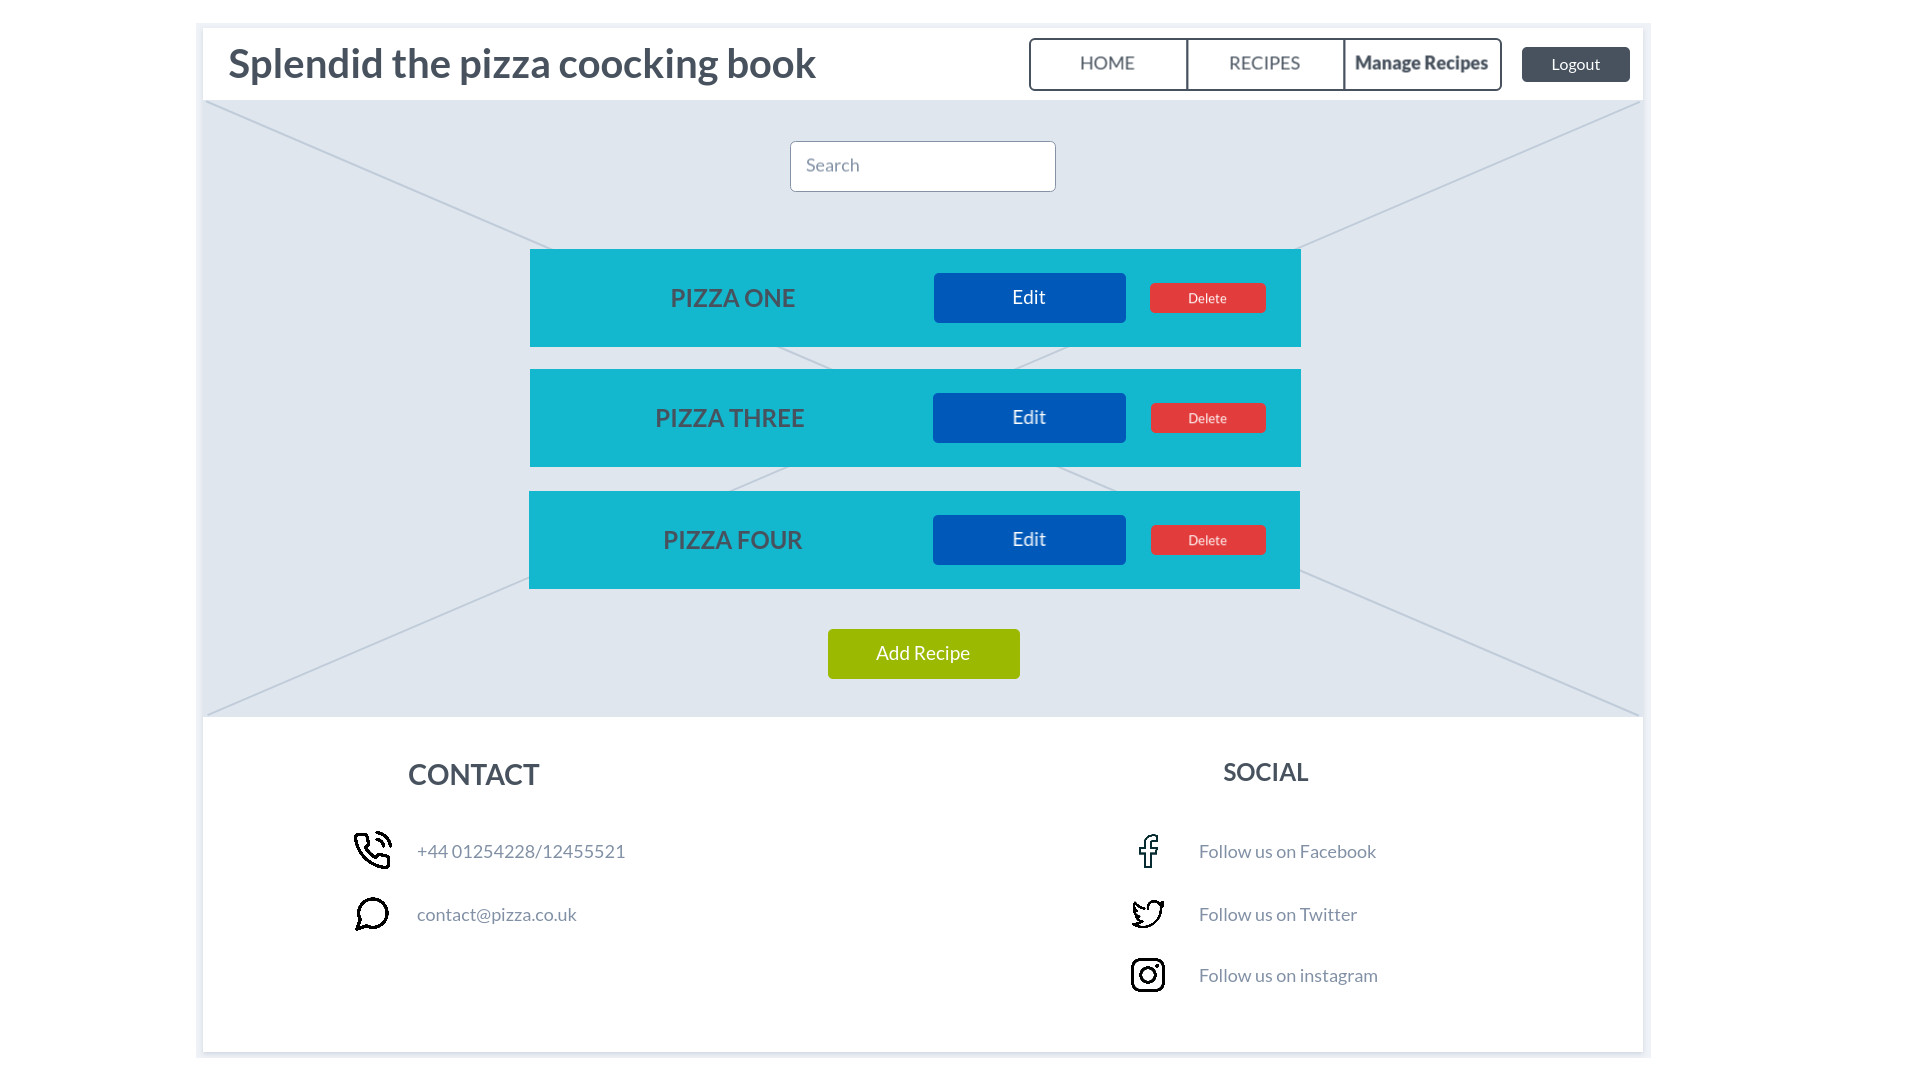 Splendid the pizza coocking book
HOME
RECIPES
Manage Recipes
Logout
Search
PIZZA ONE
Edit
Delete
PIZZA THREE
Edit
Delete
PIZZA FOUR
Edit
Delete
Add Recipe
CONTACT
+44 01254228/12455521
contact@pizza.co.uk
SOCIAL
Follow us on Facebook
Follow us on Twitter
Follow us on instagram